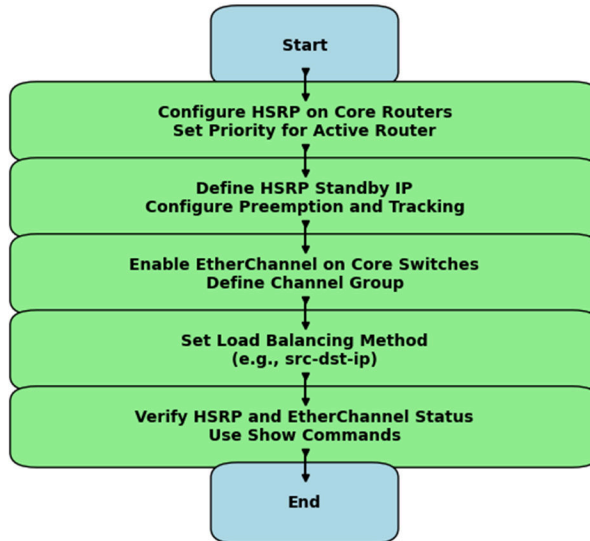 Start
Configure HSRP on Core Routers
Set Priority for Active Router
Define HSRP Standby IP
Configure Preemption and Tracking
Enable EtherChannel on Core Switches
Define Channel Group
Set Load Balancing Method
(e.g., src-dst-ip)
Verify HSRP and EtherChannel Status
Use Show Commands
End